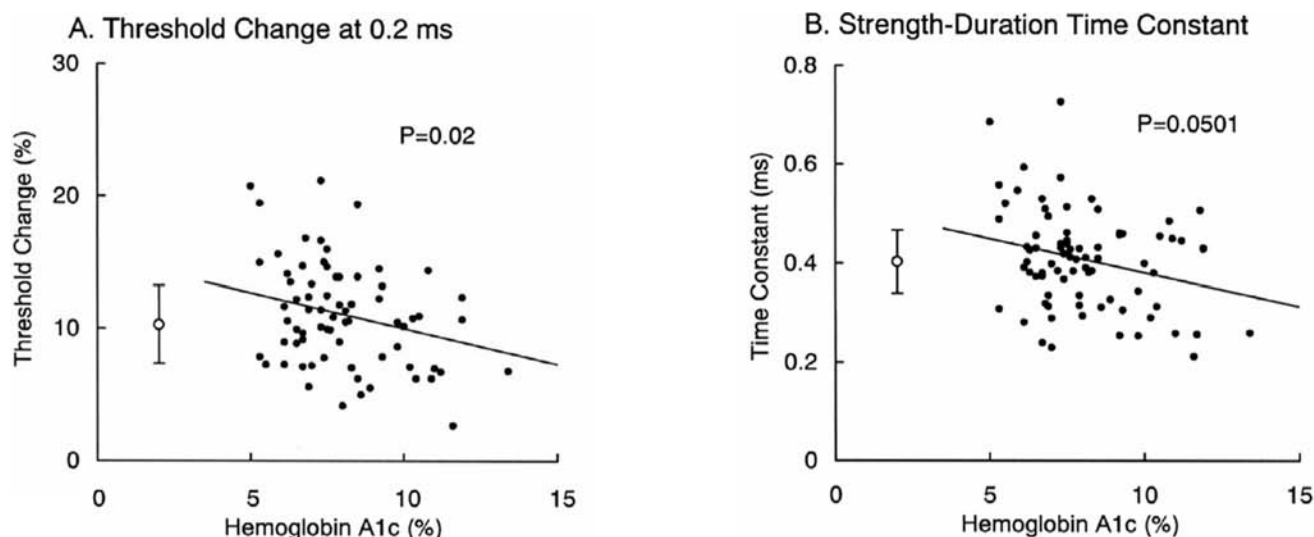 A. Threshold Change at 0.2 ms
30
20
10
0
Threshold Change (%)
P=0.02
0 5 10 15
Hemoglobin A1c (%)
B. Strength-Duration Time Constant
0.8
0.6
0.4
0.2
0
Time Constant (ms)
P=0.0501
0 5 10 15
Hemoglobin A1c (%)